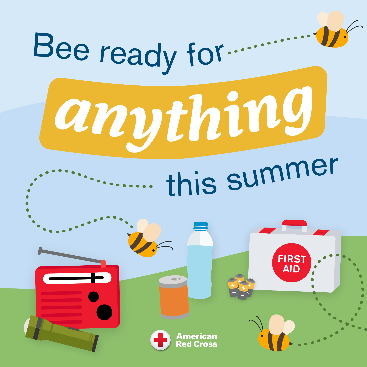 Bee ready for
anything
this summer
FIRST
AID
American
Red Cross